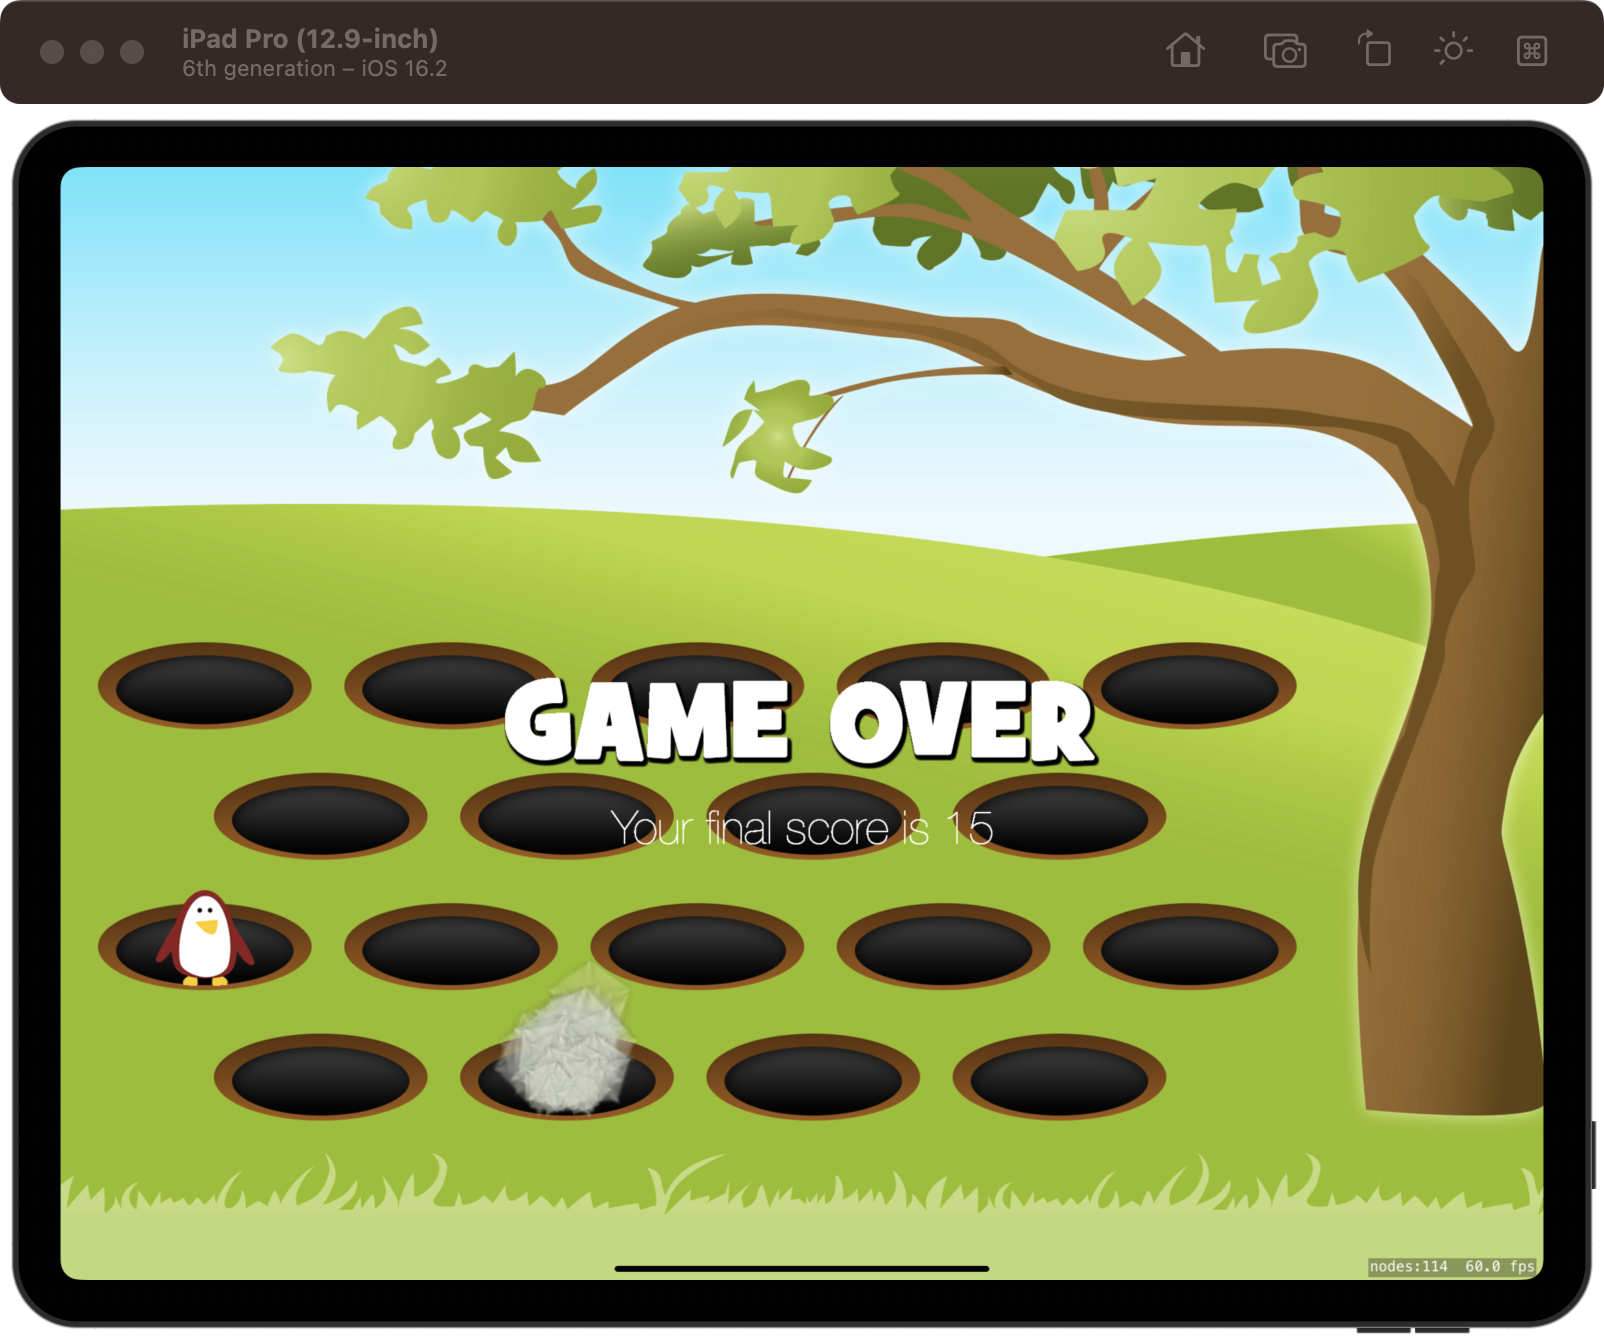 iPad Pro (12.9-inch)
6th generation – iOS 16.2
GAME OVER
Your final score is 15
nodes:114 60.0 fps